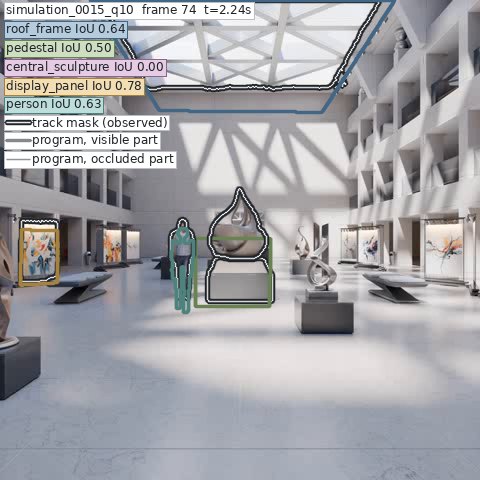 simulation_0015_q10  frame 74  t=2.24s
roof_frame IoU 0.64
pedestal IoU 0.50
central_sculpture IoU 0.00
display_panel IoU 0.78
person IoU 0.63
track mask (observed)
program, visible part
program, occluded part